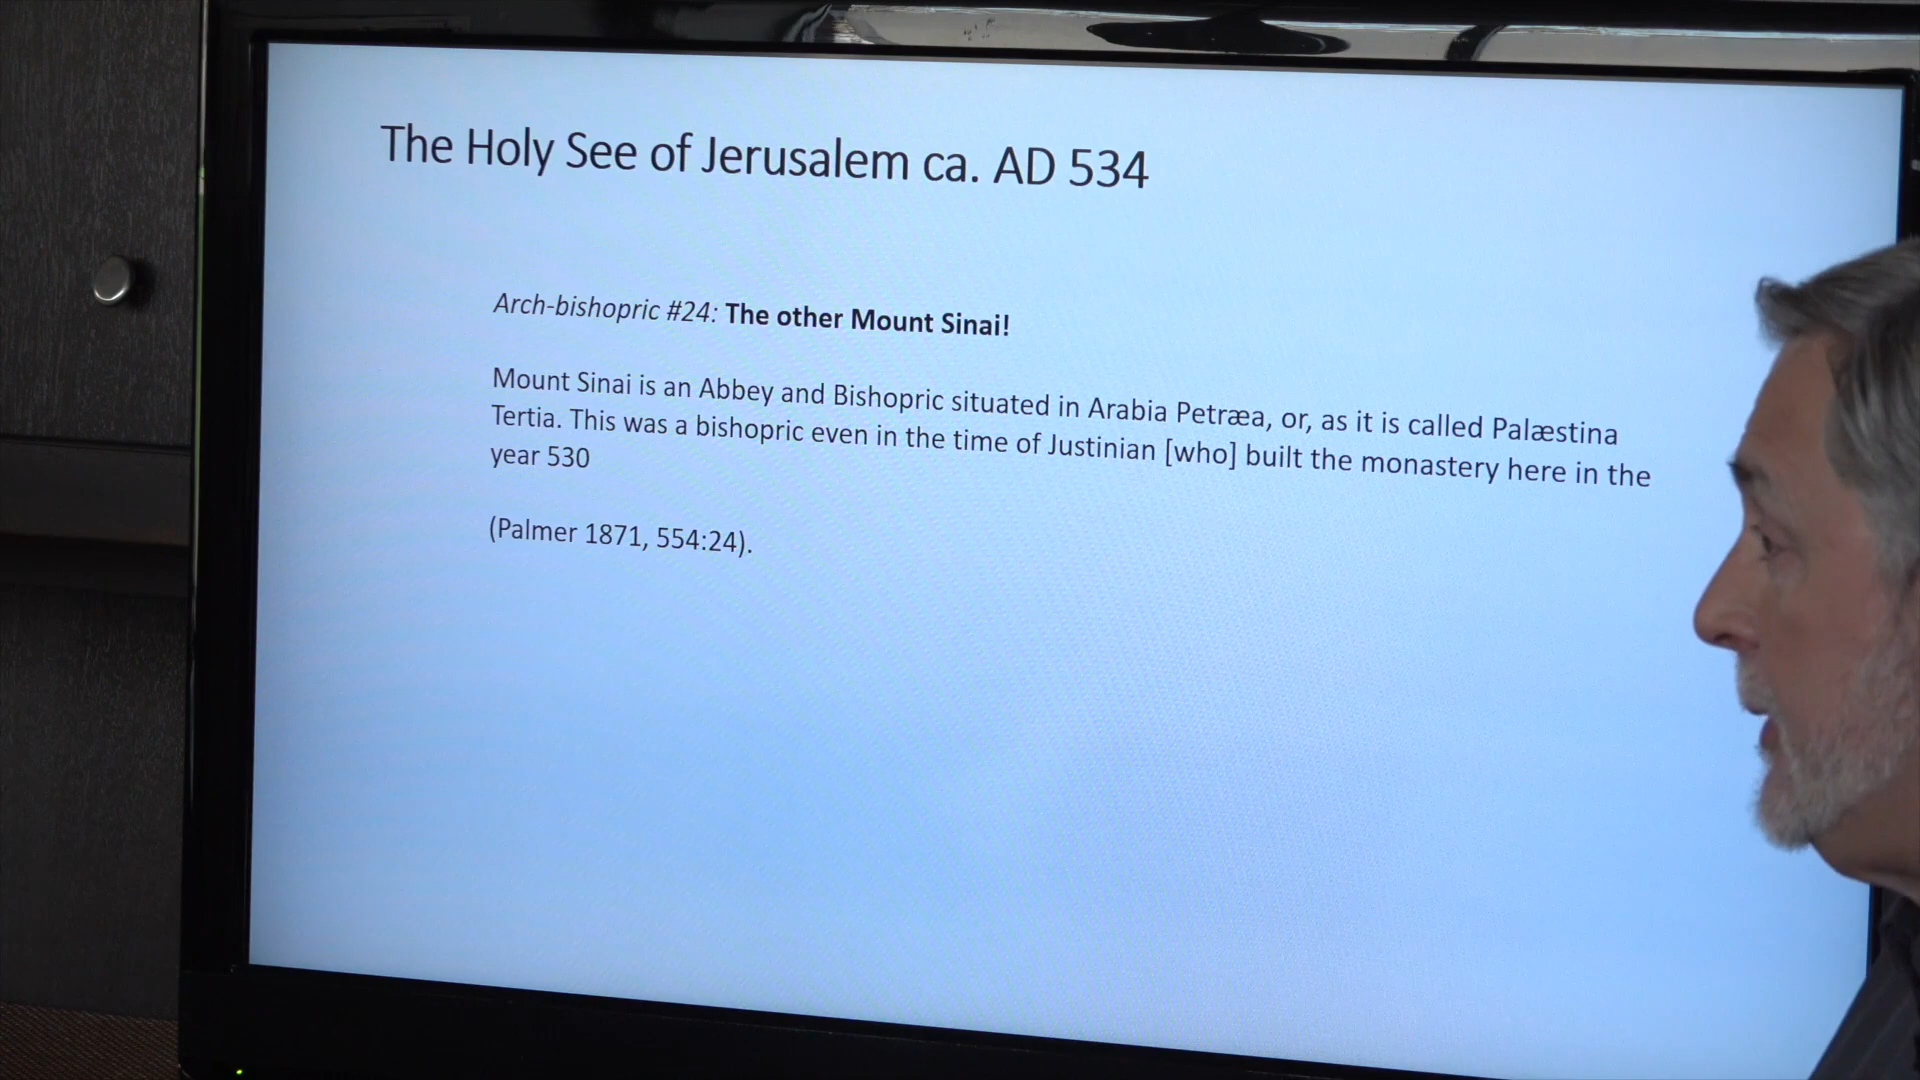 The Holy See of Jerusalem ca. AD 534
Arch-bishopric #24: The other Mount Sinai!
Mount Sinai is an Abbey and Bishopric situated in Arabia Petræa, or, as it is called Palæstina
Tertia. This was a bishopric even in the time of Justinian [who] built the monastery here in the
year 530
(Palmer 1871, 554:24).